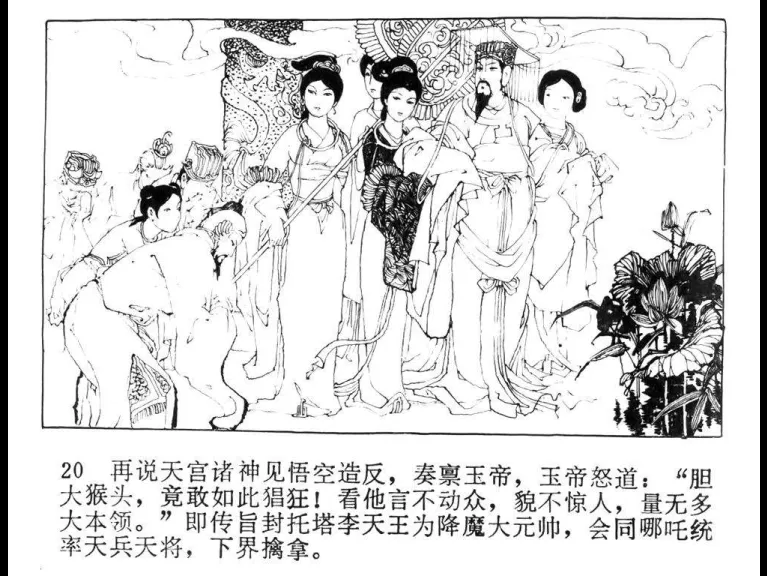 20 再说天宫诸神见悟空造反，奏禀玉帝，玉帝怒道：“胆
大猴头，竟敢如此猖狂！看他言不动众，貌不惊人，量无多
大本领。”即传旨封托塔李天王为降魔大元帅，会同哪吒统
率天兵天将，下界擒拿。